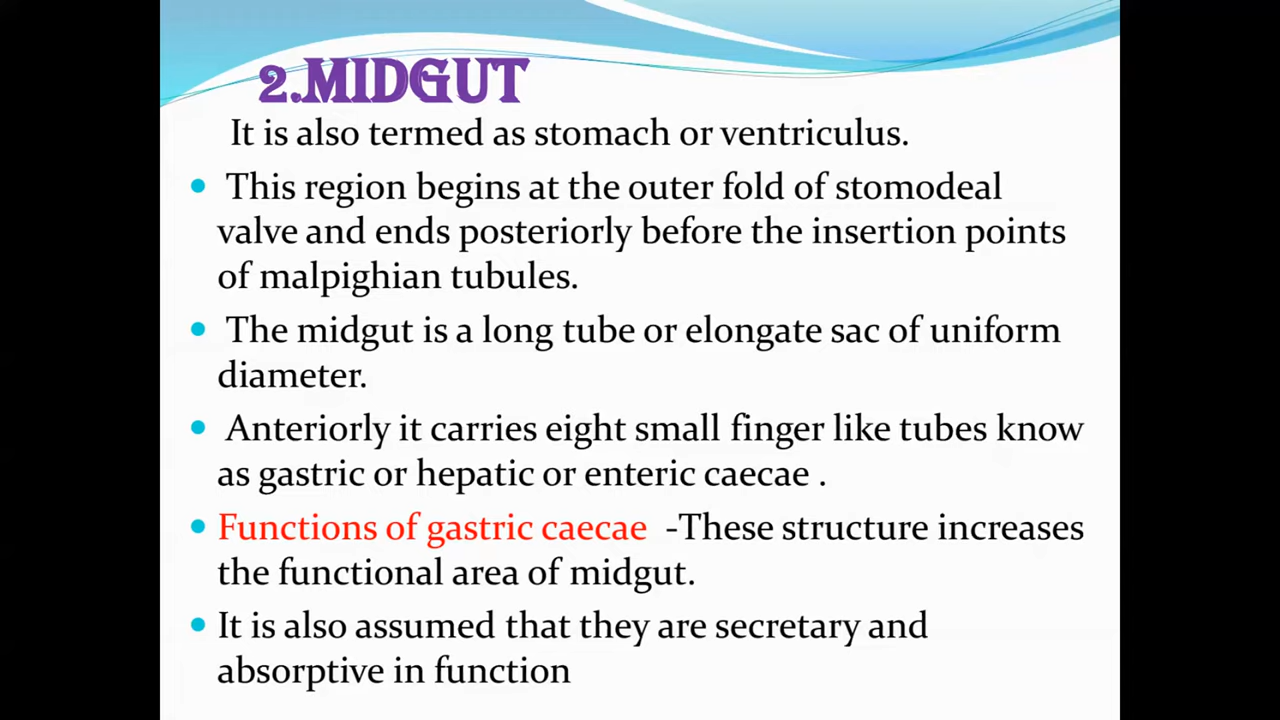 2.MIDGUT
It is also termed as stomach or ventriculus.
• This region begins at the outer fold of stomodeal
valve and ends posteriorly before the insertion points
of malpighian tubules.
• The midgut is a long tube or elongate sac of uniform
diameter.
• Anteriorly it carries eight small finger like tubes know
as gastric or hepatic or enteric caecae .
• Functions of gastric caecae -These structure increases
the functional area of midgut.
• It is also assumed that they are secretary and
absorptive in function